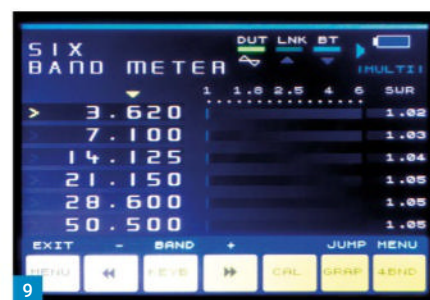 SIX
DUT LNK BT
BAND METER
MULTI
1 1.8 2.5 4 6 SWR
> 3.620 1.02
7.100 1.03
14.125 1.04
21.150 1.05
28.600 1.05
50.500 1.05
EXIT - BAND + JUMP MENU
MENU KEYB CAL GRAP 4BND
9